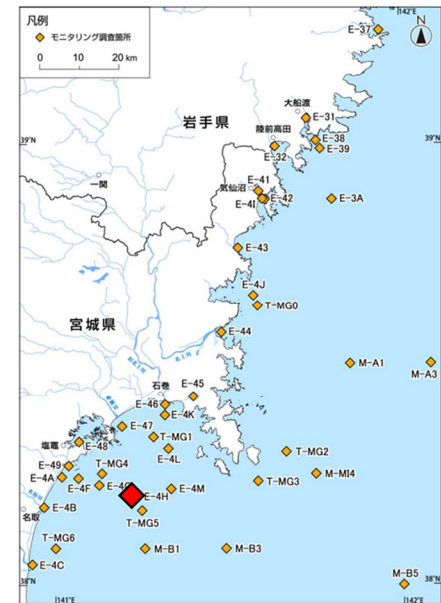 凡例
モニタリング調査箇所
0 10 20 km
N
142°E
E-37
大船渡
E-31
岩手県
陸前高田
39°N
39°N
E-38
E-39
E-32
一関
E-41
気仙沼
E-4I
E-42
E-3A
E-43
E-4J
T-MG0
宮城県
E-44
M-A1
M-A3
石巻
E-45
E-46
E-4K
E-47
T-MG1
塩竈
E-48
E-4L
T-MG2
E-49
T-MG4
M-MI4
E-4A
E-4F
T-MG3
E-4M
E-4H
名取
E-4B
T-MG5
T-MG6
M-B1
M-B3
E-4C
38°N
38°N
M-B5
141°E
142°E